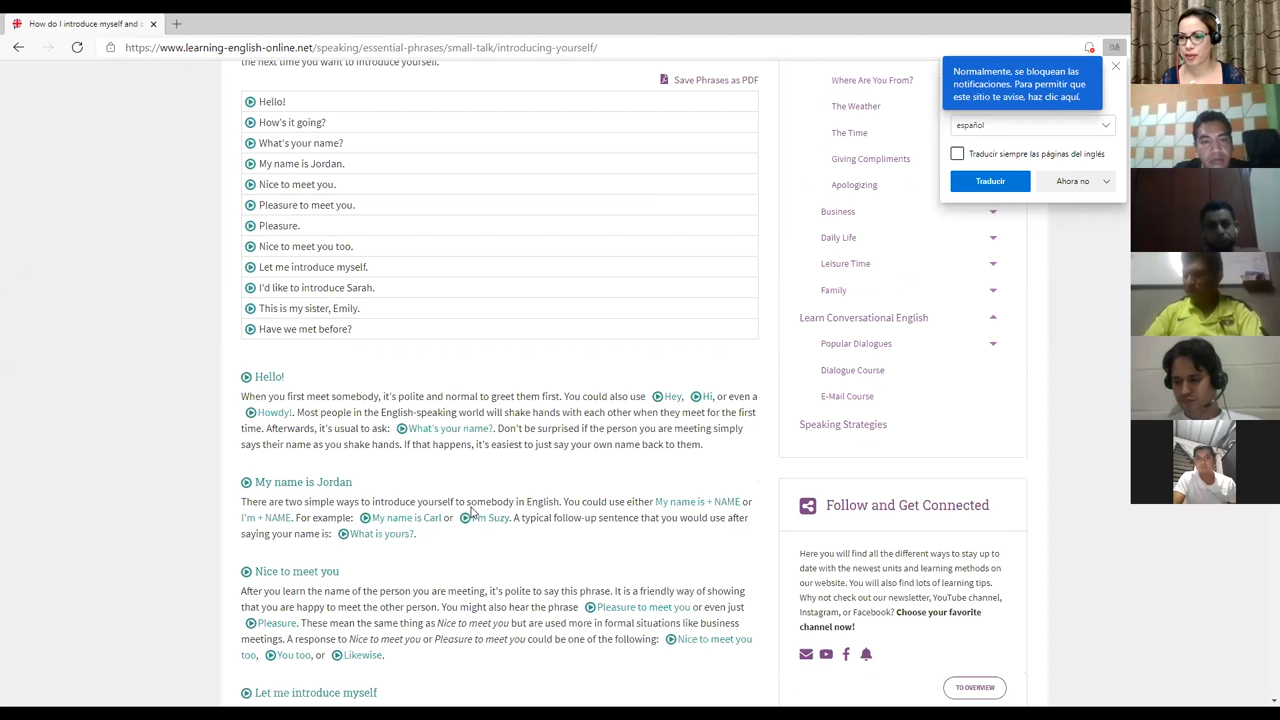 How do I introduce myself and
https://www.learning-english-online.net/speaking/essential-phrases/small-talk/introducing-yourself/
the next time you want to introduce yourself.
Save Phrases as PDF
Hello!
How's it going?
What's your name?
My name is Jordan.
Nice to meet you.
Pleasure to meet you.
Pleasure.
Nice to meet you too.
Let me introduce myself.
I'd like to introduce Sarah.
This is my sister, Emily.
Have we met before?
Hello!
When you first meet somebody, it's polite and normal to greet them first. You could also use Hey, Hi, or even a
Howdy!. Most people in the English-speaking world will shake hands with each other when they meet for the first
time. Afterwards, it's usual to ask: What's your name?. Don't be surprised if the person you are meeting simply
says their name as you shake hands. If that happens, it's easiest to just say your own name back to them.
My name is Jordan
There are two simple ways to introduce yourself to somebody in English. You could use either My name is + NAME or
I'm + NAME. For example: My name is Carl or I'm Suzy. A typical follow-up sentence that you would use after
saying your name is: What is yours?.
Nice to meet you
After you learn the name of the person you are meeting, it's polite to say this phrase. It is a friendly way of showing
that you are happy to meet the other person. You might also hear the phrase Pleasure to meet you or even just
Pleasure. These mean the same thing as Nice to meet you but are used more in formal situations like business
meetings. A response to Nice to meet you or Pleasure to meet you could be one of the following: Nice to meet you
too, You too, or Likewise.
Let me introduce myself
Where Are You From?
The Weather
The Time
Giving Compliments
Apologizing
Business
Daily Life
Leisure Time
Family
Learn Conversational English
Popular Dialogues
Dialogue Course
E-Mail Course
Speaking Strategies
Follow and Get Connected
Here you will find all the different ways to stay up to
date with the newest units and learning methods on
our website. You will also find lots of learning tips.
Why not check out our newsletter, YouTube channel,
Instagram, or Facebook? Choose your favorite
channel now!
TO OVERVIEW
Normalmente, se bloquean las
notificaciones. Para permitir que
este sitio te avise, haz clic aquí.
español
Traducir siempre las páginas del inglés
Traducir
Ahora no